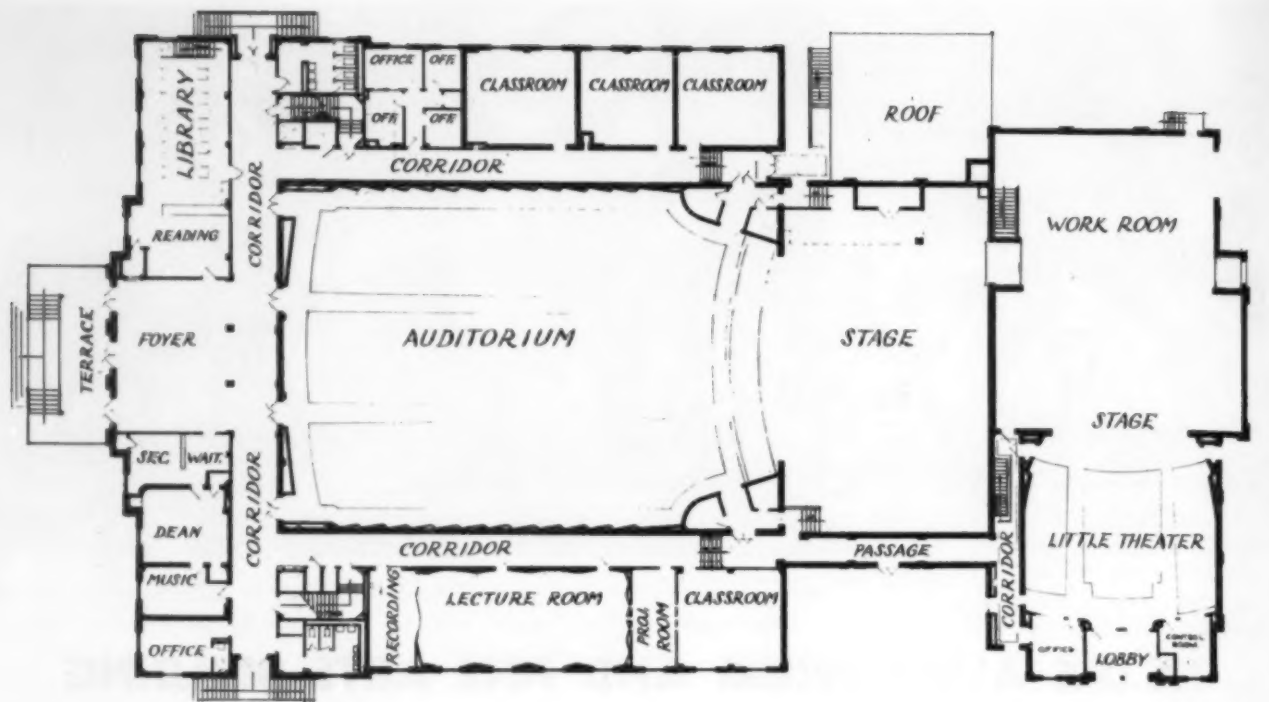 LIBRARY
OFFICE
OFF.
OFF.
OFF.
CLASSROOM
CLASSROOM
CLASSROOM
ROOF
CORRIDOR
CORRIDOR
READING
WORK ROOM
TERRACE
FOYER
AUDITORIUM
STAGE
STAGE
SEC.
WAIT.
CORRIDOR
DEAN
CORRIDOR
PASSAGE
CORRIDOR
LITTLE THEATER
MUSIC
RECORDING
LECTURE ROOM
PROJ. ROOM
CLASSROOM
OFFICE
OFFICE
LOBBY
CONTROL ROOM